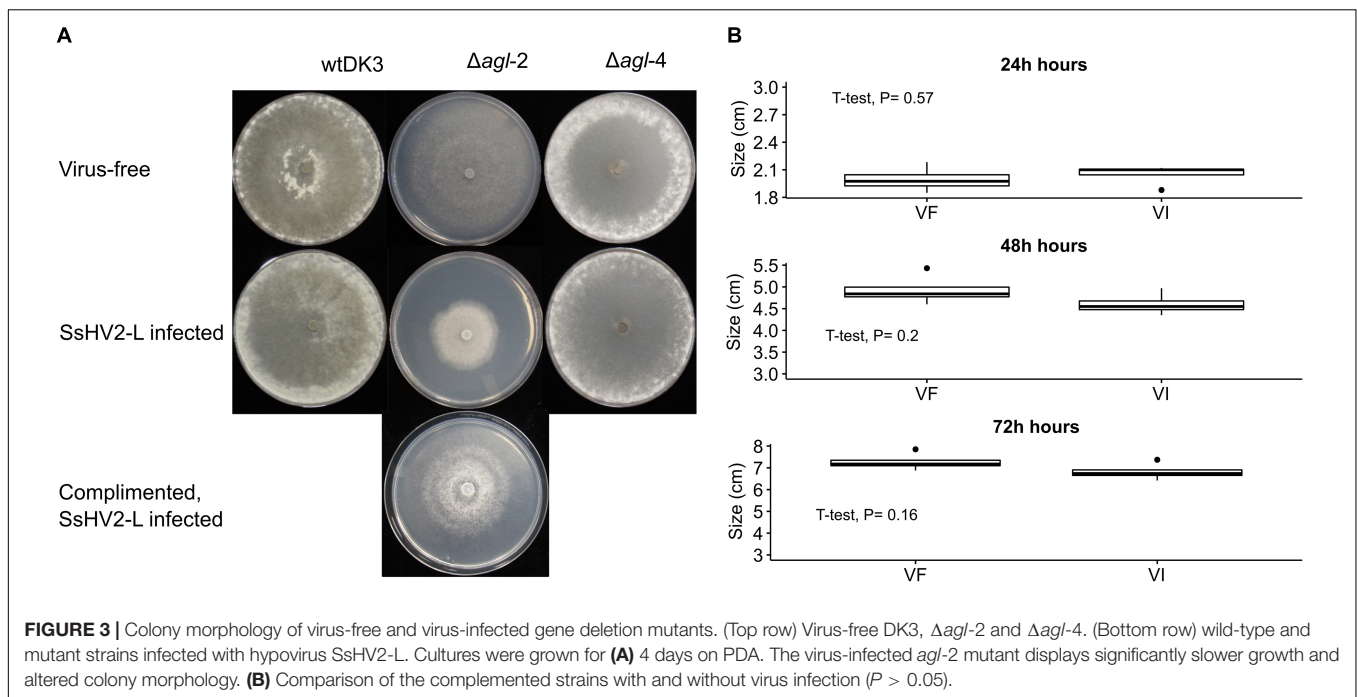 A
wtDK3
Δagl-2
Δagl-4
Virus-free
SsHV2-L infected
Complimented,
SsHV2-L infected
B
24h hours
T-test, P= 0.57
Size (cm)
3.0
2.7
2.4
2.1
1.8
VF
VI
48h hours
T-test, P= 0.2
Size (cm)
5.5
5.0
4.5
4.0
3.5
3.0
VF
VI
72h hours
T-test, P= 0.16
Size (cm)
8
7
6
5
4
3
VF
VI
FIGURE 3 | Colony morphology of virus-free and virus-infected gene deletion mutants. (Top row) Virus-free DK3, Δagl-2 and Δagl-4. (Bottom row) wild-type and
mutant strains infected with hypovirus SsHV2-L. Cultures were grown for (A) 4 days on PDA. The virus-infected agl-2 mutant displays significantly slower growth and
altered colony morphology. (B) Comparison of the complemented strains with and without virus infection (P > 0.05).